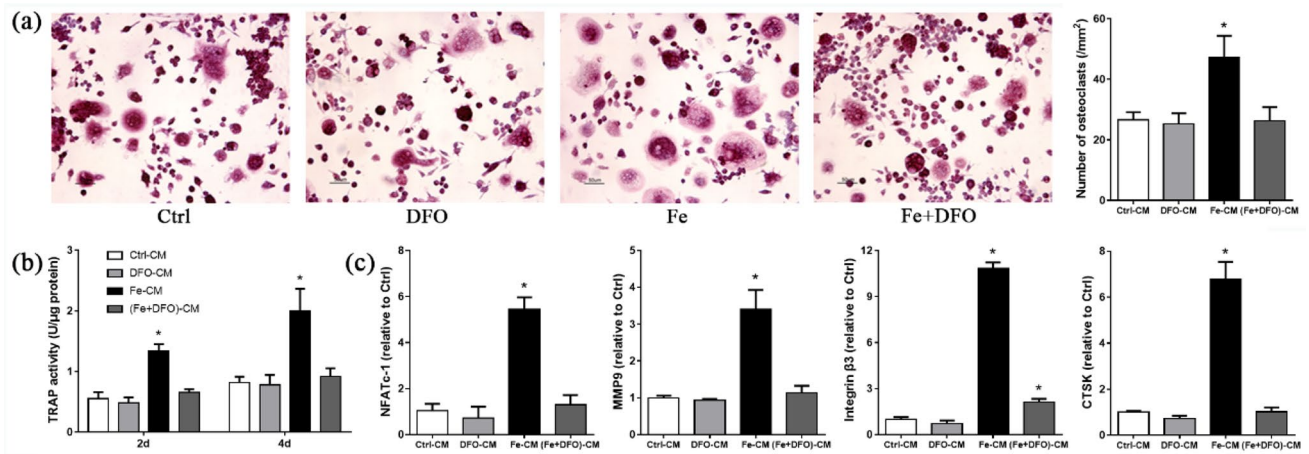 (a)
50μm
50μm
Ctrl
DFO
Fe
Fe+DFO
Number of osteoclasts (/mm²)
60
40
20
0
*
Ctrl-CM DFO-CM Fe-CM (Fe+DFO)-CM
(b)
TRAP activity (U/μg protein)
3
2
1
0
Ctrl-CM
DFO-CM
Fe-CM
(Fe+DFO)-CM
*
*
2d 4d
(c)
NFATc-1 (relative to Ctrl)
8
6
4
2
0
*
Ctrl-CM DFO-CM Fe-CM (Fe+DFO)-CM
MMP9 (relative to Ctrl)
5
4
3
2
1
0
*
Ctrl-CM DFO-CM Fe-CM (Fe+DFO)-CM
Integrin β3 (relative to Ctrl)
12
9
6
3
0
*
*
Ctrl-CM DFO-CM Fe-CM (Fe+DFO)-CM
CTSK (relative to Ctrl)
8
6
4
2
0
*
Ctrl-CM DFO-CM Fe-CM (Fe+DFO)-CM